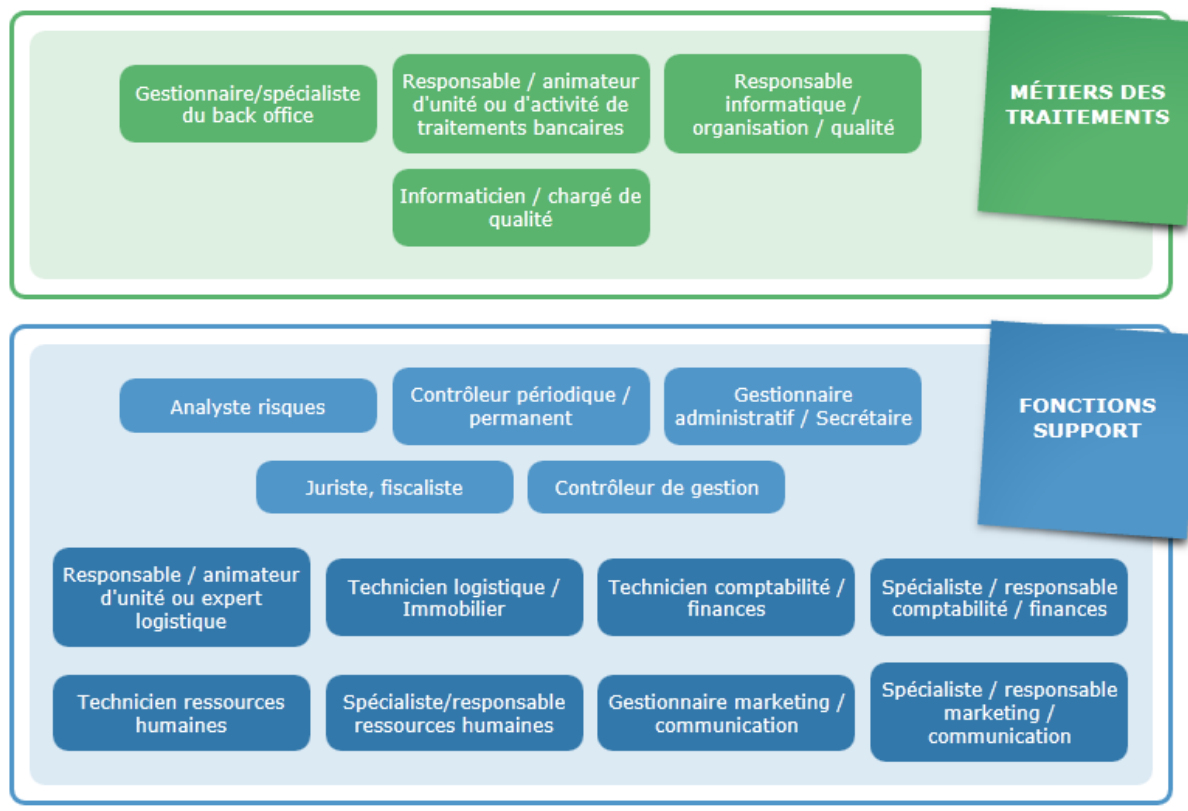 MÉTIERS DES
TRAITEMENTS
Gestionnaire/spécialiste
du back office
Responsable / animateur
d'unité ou d'activité de
traitements bancaires
Responsable
informatique /
organisation / qualité
Informaticien / chargé de
qualité
FONCTIONS
SUPPORT
Analyste risques
Contrôleur périodique /
permanent
Gestionnaire
administratif / Secrétaire
Juriste, fiscaliste
Contrôleur de gestion
Responsable / animateur
d'unité ou expert
logistique
Technicien logistique /
Immobilier
Technicien comptabilité /
finances
Spécialiste / responsable
comptabilité / finances
Technicien ressources
humaines
Spécialiste/responsable
ressources humaines
Gestionnaire marketing /
communication
Spécialiste / responsable
marketing /
communication